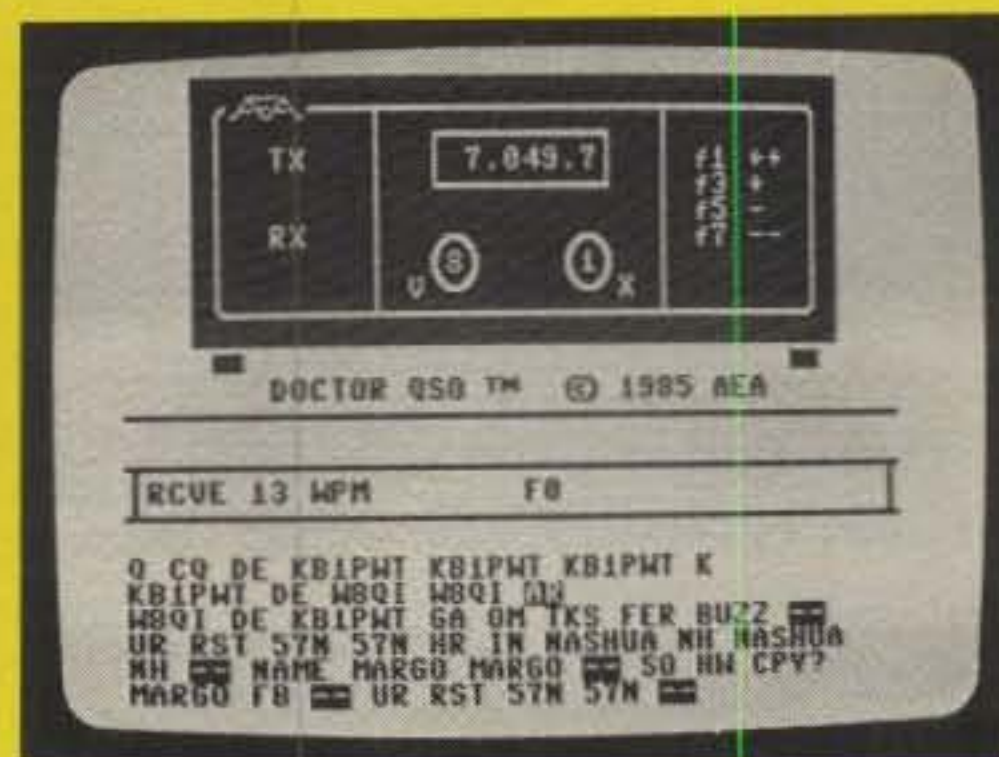 TX
7.049.7
f1 ++
f3 +
f5 -
f7 --
RX
V 8 1 X
DOCTOR QSO ™ © 1985 AEA
RCVE 13 WPM F8
Q CQ DE KB1PWT KB1PWT KB1PWT K
KB1PWT DE W8QI W8QI
W8QI DE KB1PWT GA OM TKS FER BUZZ
UR RST 57N 57N HR IN NASHUA NH NASHUA
NH NAME MARGO MARGO SO HW CPY?
MARGO FB UR RST 57N 57N